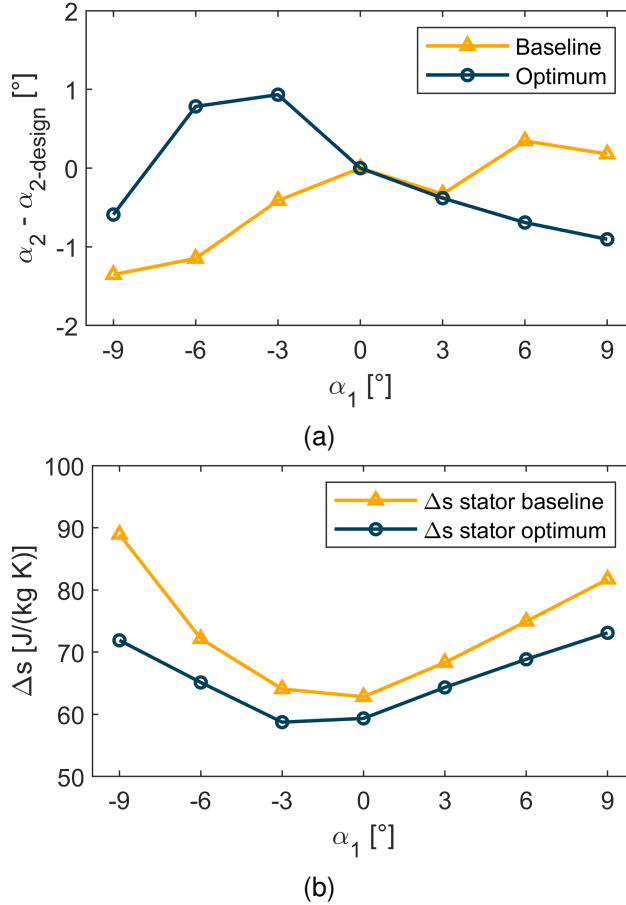 2
1
0
-1
-2
α2 - α2-design [°]
Baseline
Optimum
-9 -6 -3 0 3 6 9
α1 [°]
(a)
100
90
80
70
60
50
Δs [J/(kg K)]
Δs stator baseline
Δs stator optimum
-9 -6 -3 0 3 6 9
α1 [°]
(b)